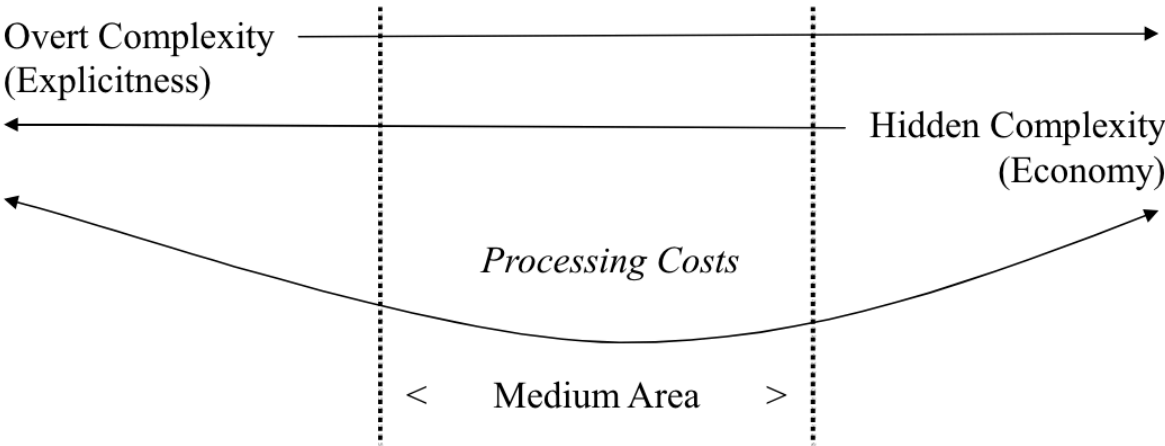 Overt Complexity
(Explicitness)
Hidden Complexity
(Economy)
Processing Costs
< Medium Area >